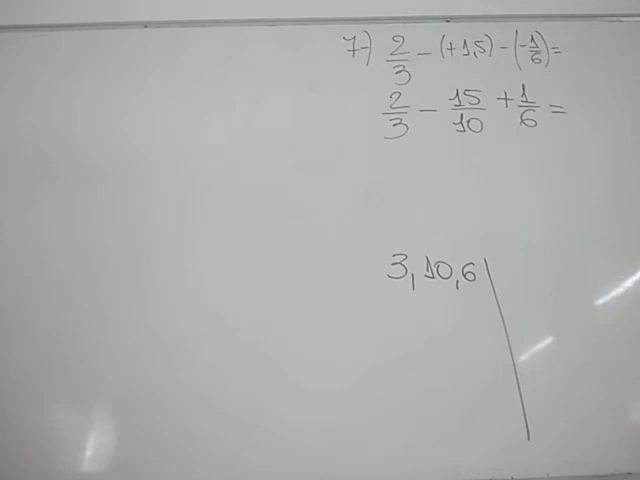 7-) 2/3 - (+1,5) - (-1/6) =
2/3 - 15/10 + 1/6 =
3, 10, 6